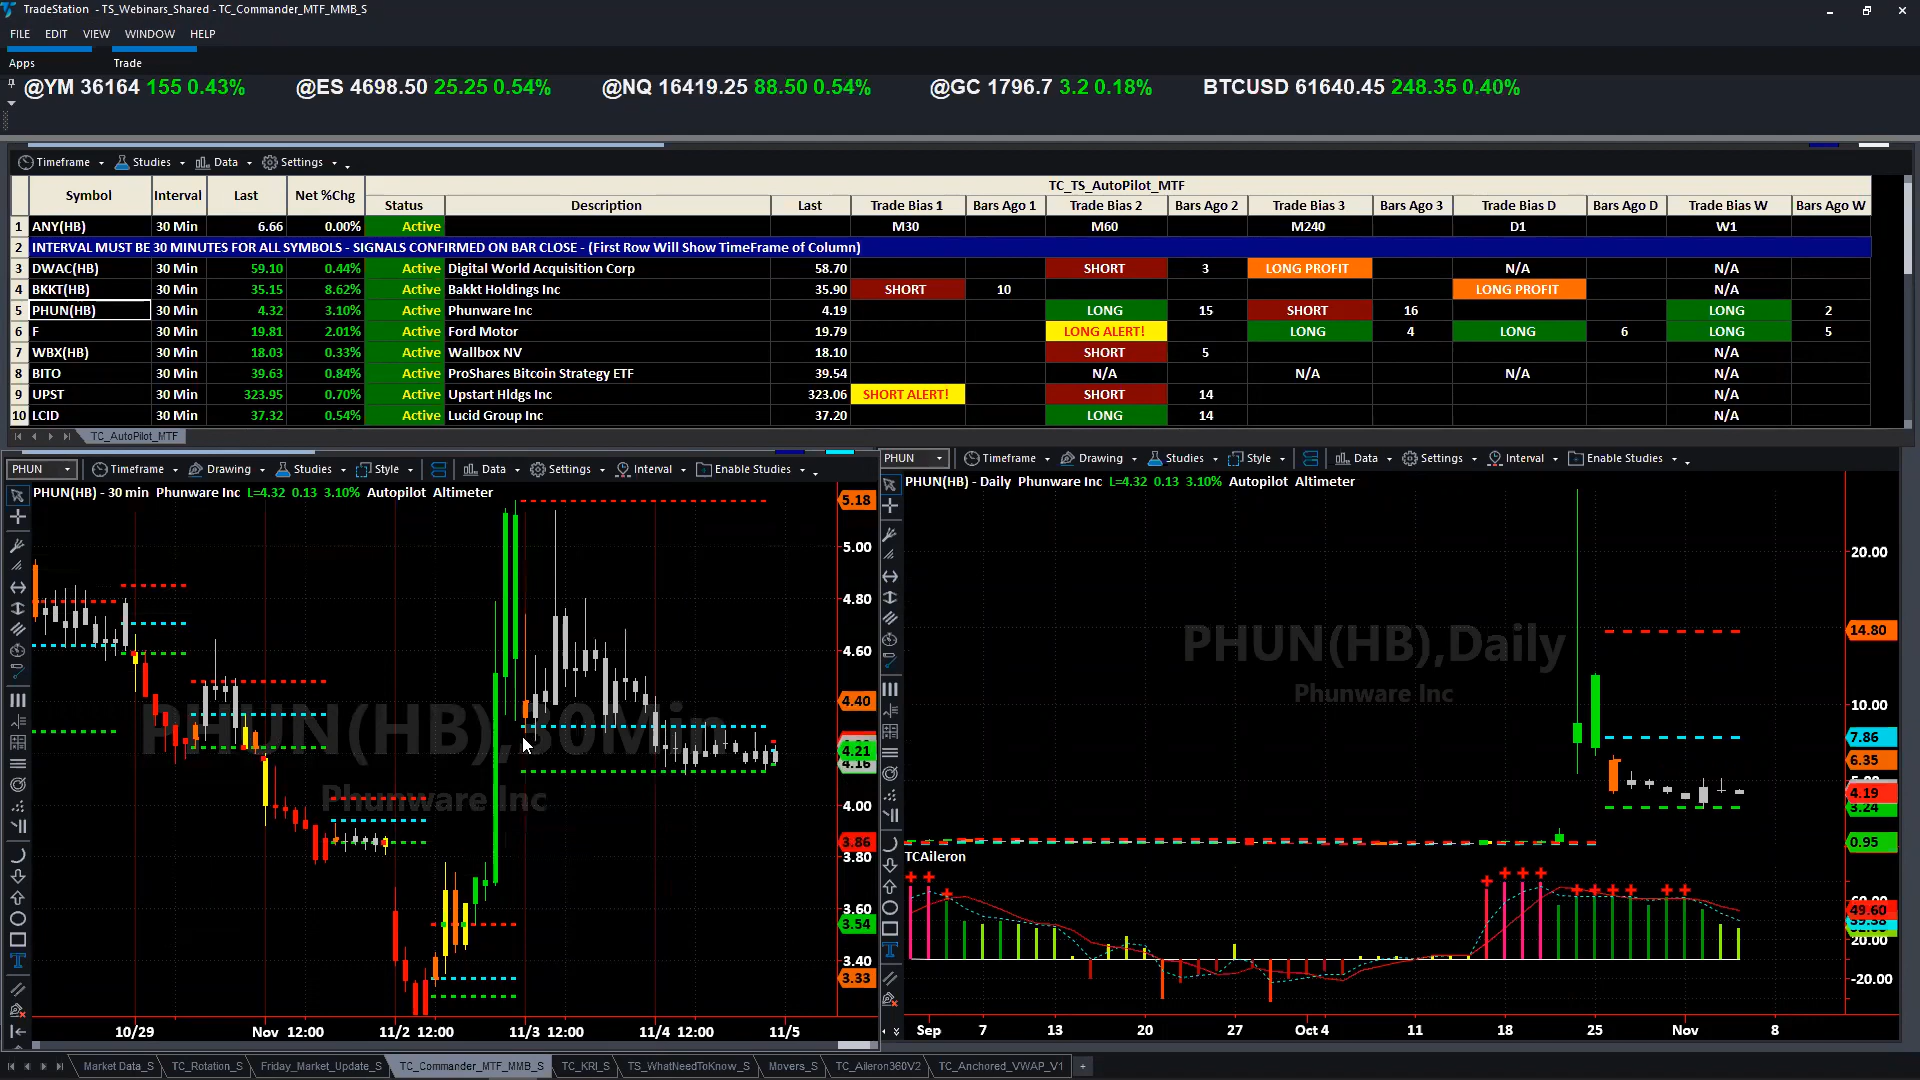 TradeStation - TS_Webinars_Shared - TC_Commander_MTF_MMB_S
FILE EDIT VIEW WINDOW HELP
Apps Trade
@YM 36164 155 0.43% @ES 4698.50 25.25 0.54% @NQ 16419.25 88.50 0.54% @GC 1796.7 3.2 0.18% BTCUSD 61640.45 248.35 0.40%
Timeframe Studies Data Settings
Symbol Interval Last Net %Chg TC_TS_AutoPilot_MTF
Status Description Last Trade Bias 1 Bars Ago 1 Trade Bias 2 Bars Ago 2 Trade Bias 3 Bars Ago 3 Trade Bias D Bars Ago D Trade Bias W Bars Ago W
1 ANY(HB) 30 Min 6.66 0.00% Active M30 M60 M240 D1 W1
2 INTERVAL MUST BE 30 MINUTES FOR ALL SYMBOLS - SIGNALS CONFIRMED ON BAR CLOSE - (First Row Will Show TimeFrame of Column)
3 DWAC(HB) 30 Min 59.10 0.44% Active Digital World Acquisition Corp 58.70 SHORT 3 LONG PROFIT N/A N/A
4 BKKT(HB) 30 Min 35.15 8.62% Active Bakkt Holdings Inc 35.90 SHORT 10 LONG PROFIT N/A
5 PHUN(HB) 30 Min 4.32 3.10% Active Phunware Inc 4.19 LONG 15 SHORT 16 LONG 2
6 F 30 Min 19.81 2.01% Active Ford Motor 19.79 LONG ALERT! LONG 4 LONG 6 LONG 5
7 WBX(HB) 30 Min 18.03 0.33% Active Wallbox NV 18.10 SHORT 5 N/A
8 BITO 30 Min 39.63 0.84% Active ProShares Bitcoin Strategy ETF 39.54 N/A N/A N/A N/A
9 UPST 30 Min 323.95 0.70% Active Upstart Hldgs Inc 323.06 SHORT ALERT! SHORT 14 N/A
10 LCID 30 Min 37.32 0.54% Active Lucid Group Inc 37.20 LONG 14 N/A
TC_AutoPilot_MTF
PHUN Timeframe Drawing Studies Style Data Settings Interval Enable Studies
PHUN(HB) - 30 min Phunware Inc L=4.32 0.13 3.10% Autopilot Altimeter
PHUN(HB),30Min
Phunware Inc
5.18
5.00
4.80
4.60
4.40
4.21
4.16
4.00
3.86
3.80
3.60
3.54
3.40
3.33
10/29 Nov 12:00 11/2 12:00 11/3 12:00 11/4 12:00 11/5
PHUN Timeframe Drawing Studies Style Data Settings Interval Enable Studies
PHUN(HB) - Daily Phunware Inc L=4.32 0.13 3.10% Autopilot Altimeter
PHUN(HB),Daily
Phunware Inc
20.00
14.80
10.00
7.86
6.35
4.19
3.24
0.95
TCAileron
49.60
20.00
-20.00
Sep 7 13 20 27 Oct 4 11 18 25 Nov 8
Market Data_S TC_Rotation_S Friday_Market_Update_S TC_Commander_MTF_MMB_S TC_KRI_S TS_WhatNeedToKnow_S Movers_S TC_Aileron360V2 TC_Anchored_VWAP_V1 +